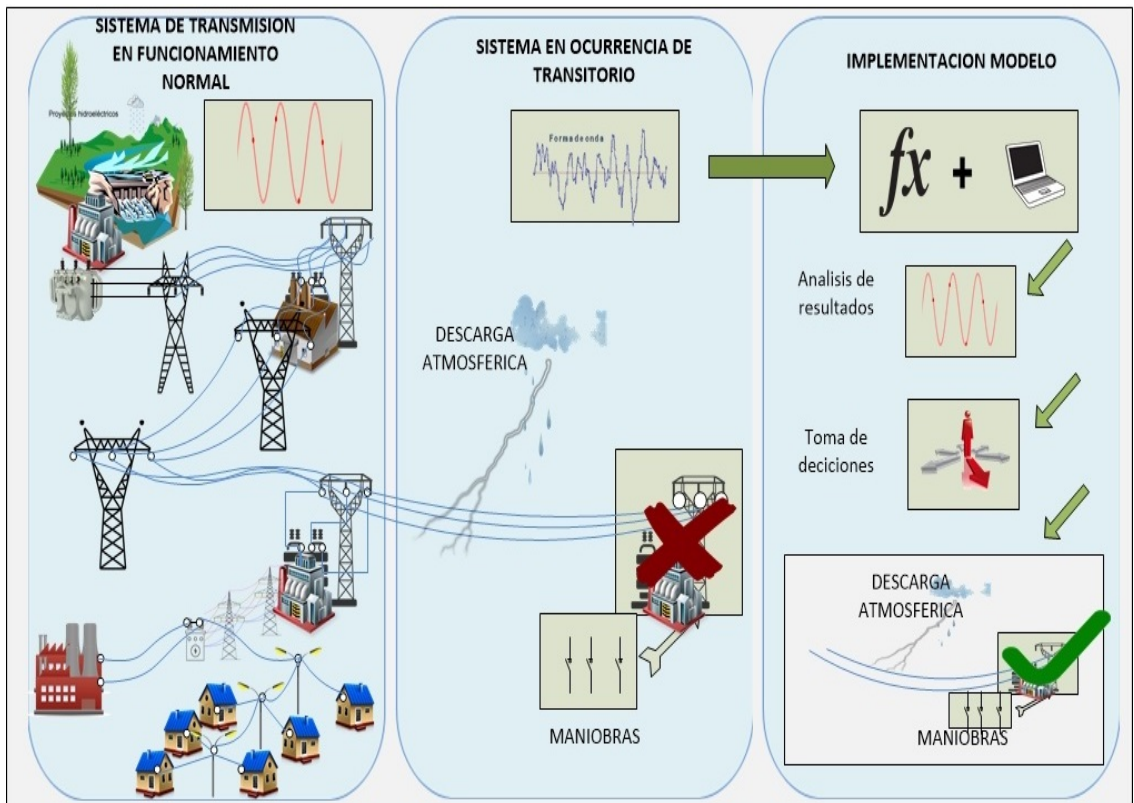 SISTEMA DE TRANSMISION
EN FUNCIONAMIENTO
NORMAL
Proyectos hidroeléctricos
SISTEMA EN OCURRENCIA DE
TRANSITORIO
Forma de onda
DESCARGA
ATMOSFERICA
MANIOBRAS
IMPLEMENTACION MODELO
fx +
Analisis de
resultados
Toma de
deciciones
DESCARGA
ATMOSFERICA
MANIOBRAS